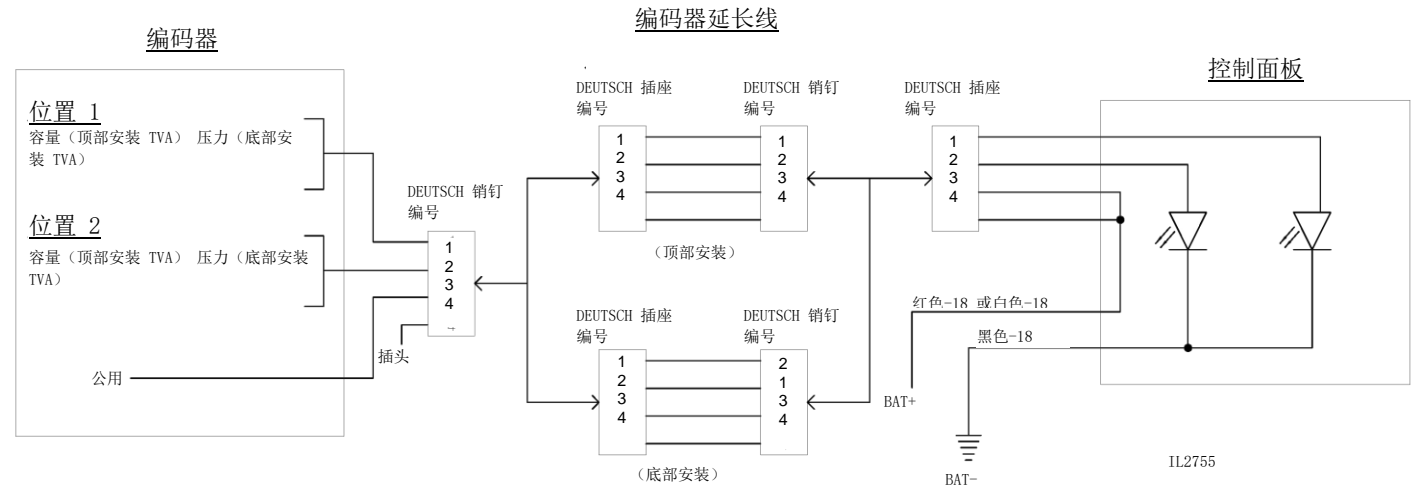 编码器延长线
编码器
控制面板
位置 1
容量（顶部安装 TVA） 压力（底部安
装 TVA）
位置 2
容量（顶部安装 TVA） 压力（底部安装
TVA）
公用
插头
DEUTSCH 销钉
编号
1
2
3
4
DEUTSCH 插座
编号
1
2
3
4
DEUTSCH 销钉
编号
1
2
3
4
（顶部安装）
DEUTSCH 插座
编号
1
2
3
4
DEUTSCH 销钉
编号
2
1
3
4
（底部安装）
DEUTSCH 插座
编号
1
2
3
4
红色-18 或白色-18
黑色-18
BAT+
BAT-
IL2755